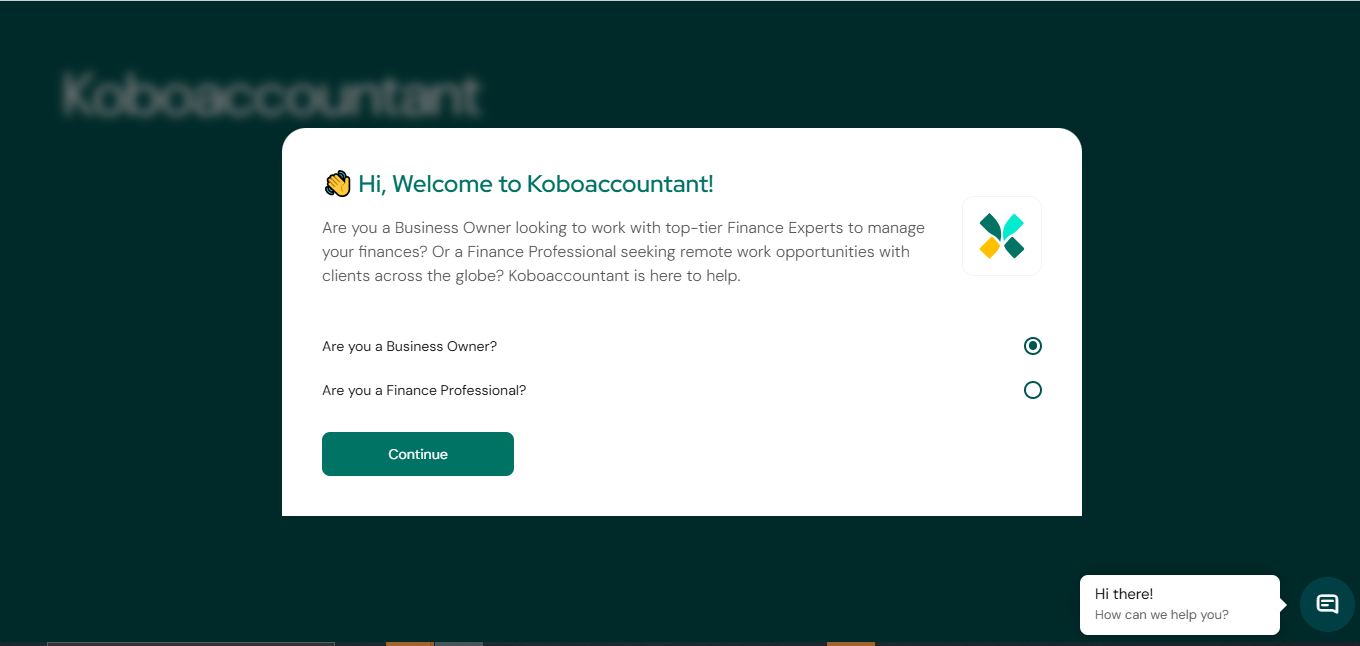 Koboaccountant
👋 Hi, Welcome to Koboaccountant!
Are you a Business Owner looking to work with top-tier Finance Experts to manage
your finances? Or a Finance Professional seeking remote work opportunities with
clients across the globe? Koboaccountant is here to help.
Are you a Business Owner?
Are you a Finance Professional?
Continue
Hi there!
How can we help you?